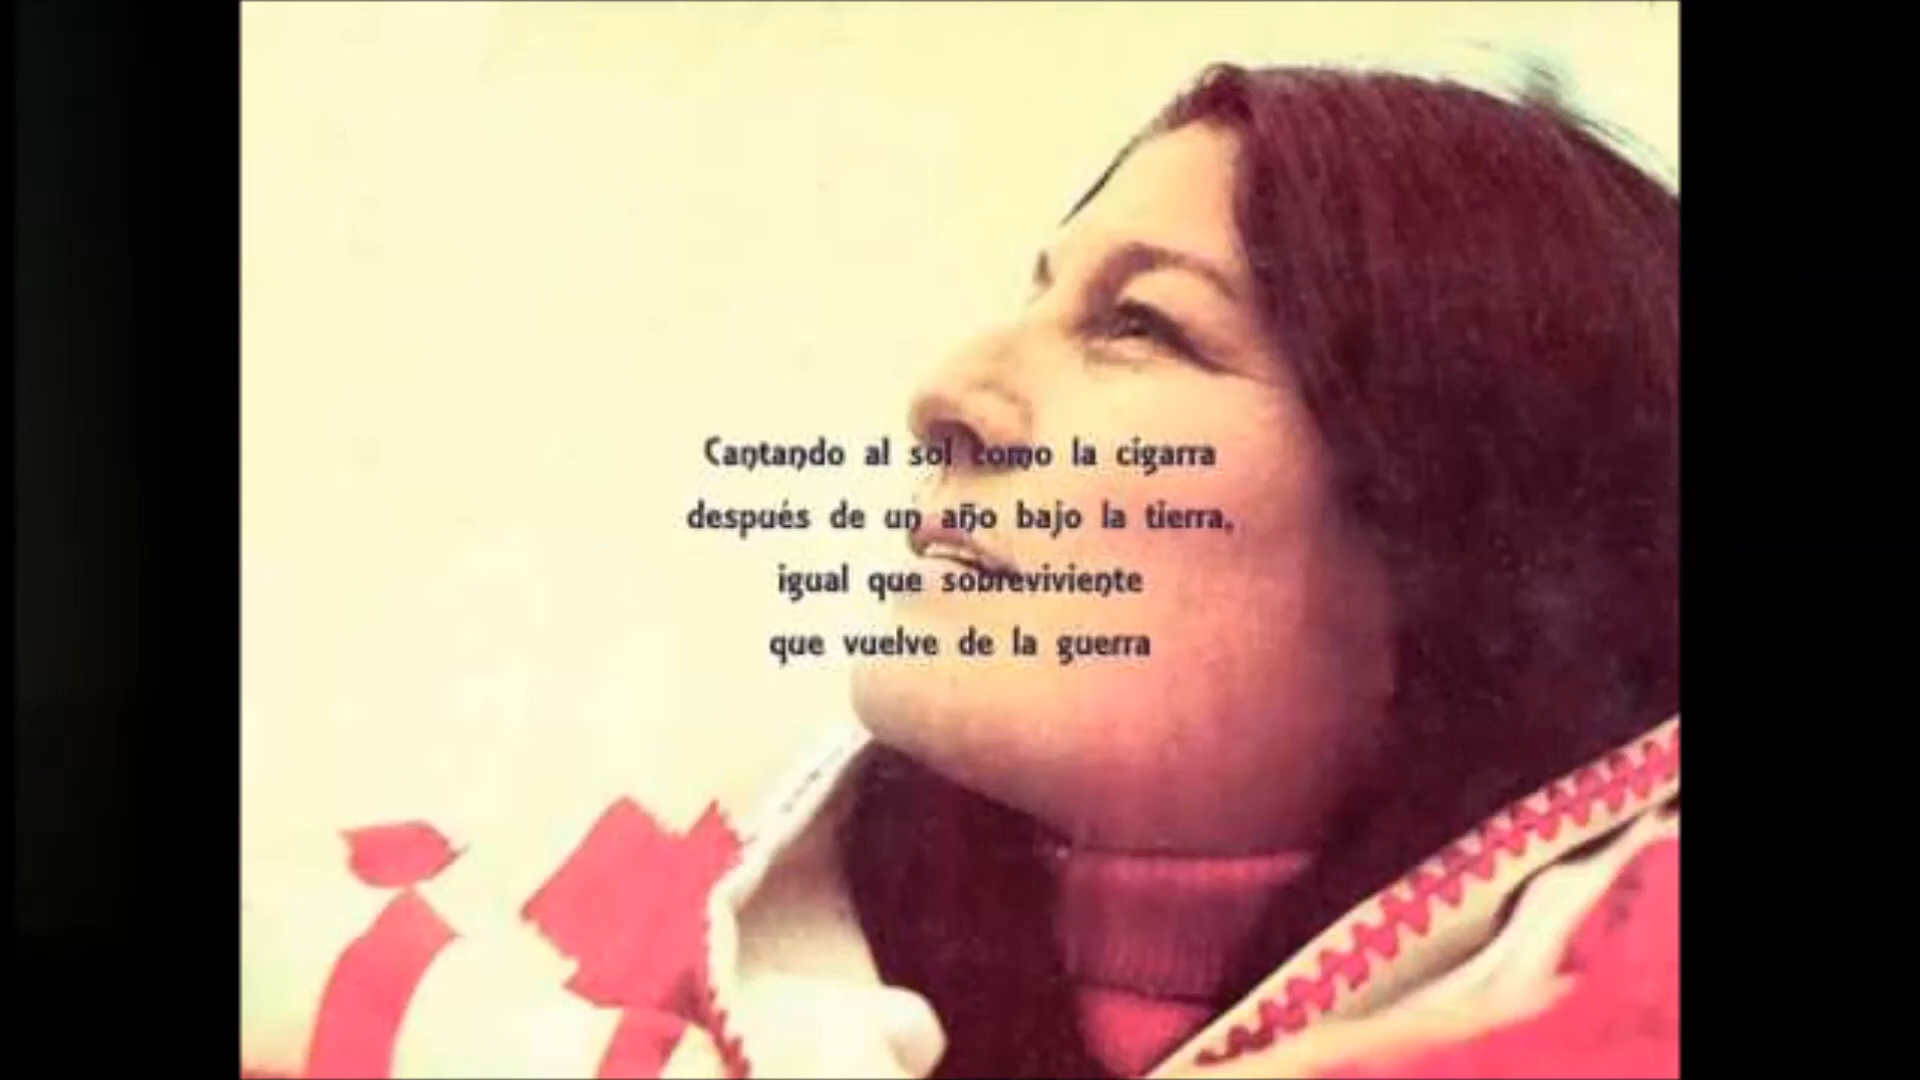 Cantando al sol como la cigarra
después de un año bajo la tierra,
igual que sobreviviente
que vuelve de la guerra